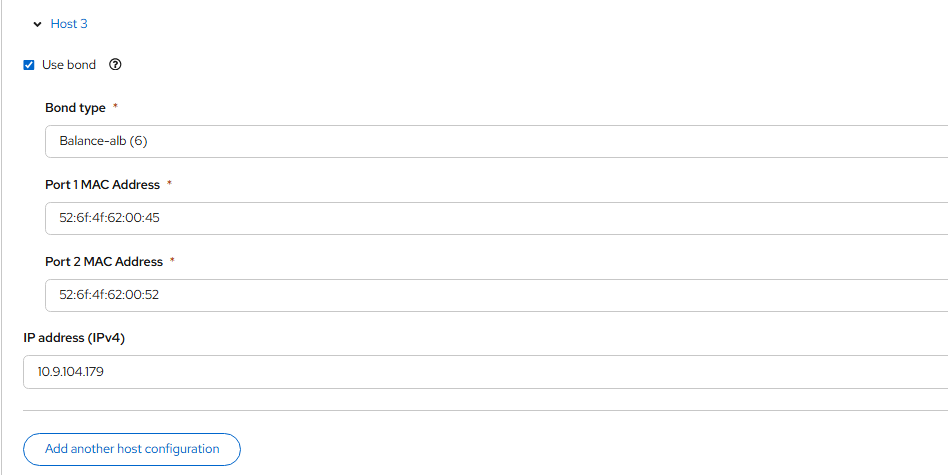 Host 3
Use bond
Bond type *
Balance-alb (6)
Port 1 MAC Address *
52:6f:4f:62:00:45
Port 2 MAC Address *
52:6f:4f:62:00:52
IP address (IPv4)
10.9.104.179
Add another host configuration